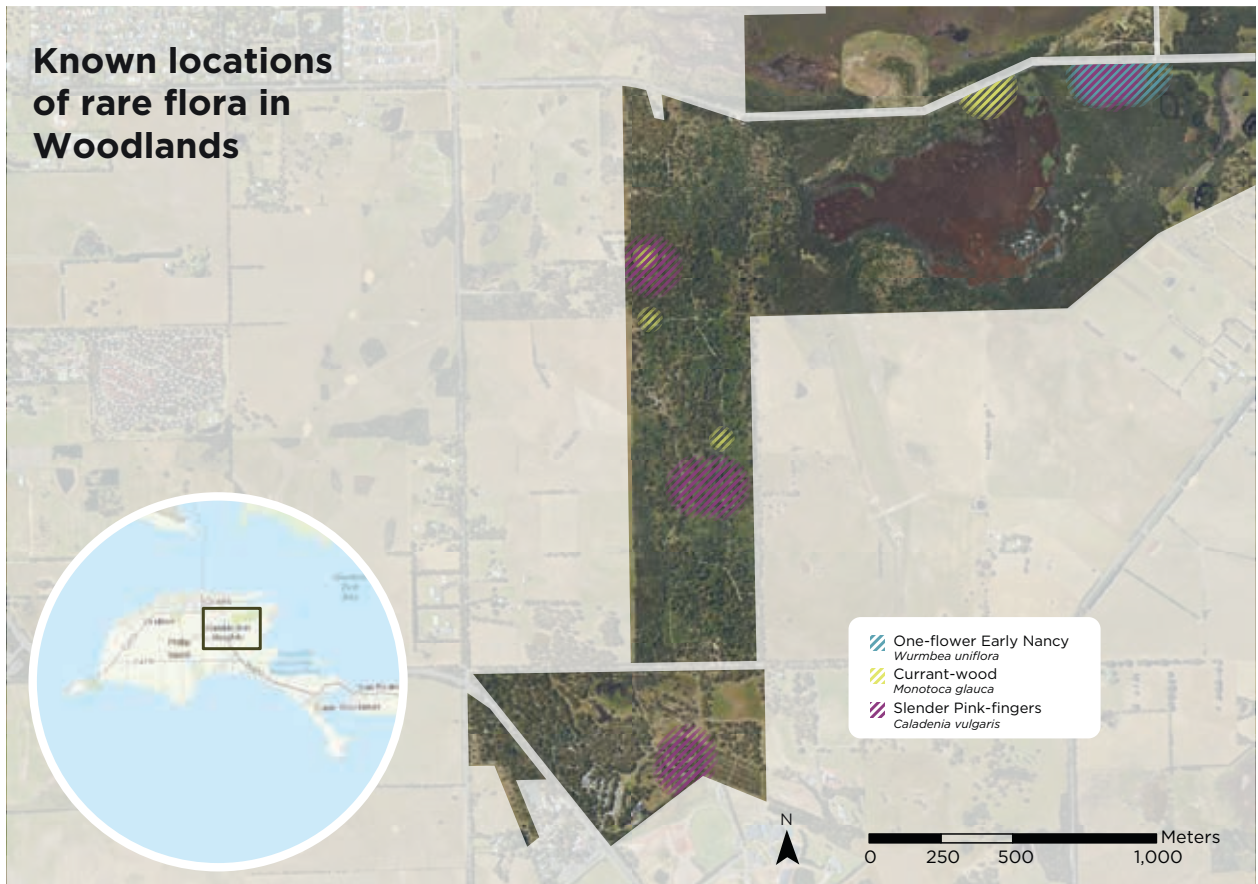 Known locations
of rare flora in
Woodlands
One-flower Early Nancy
Wurmbea uniflora
Currant-wood
Monotoca glauca
Slender Pink-fingers
Caladenia vulgaris
N
Meters
0 250 500 1,000